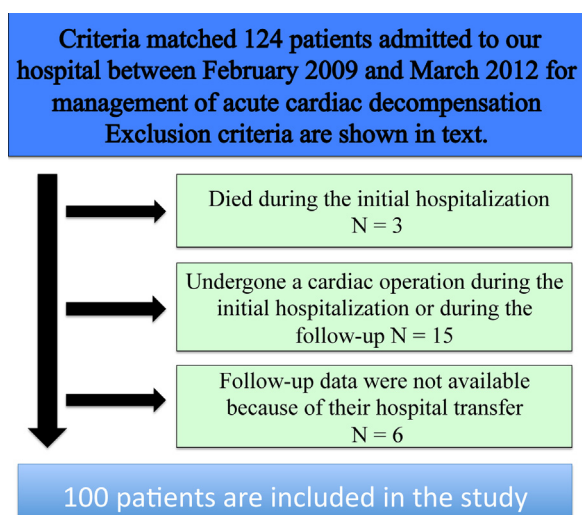 Criteria matched 124 patients admitted to our
hospital between February 2009 and March 2012 for
management of acute cardiac decompensation
Exclusion criteria are shown in text.
Died during the initial hospitalization
N = 3
Undergone a cardiac operation during the
initial hospitalization or during the
follow-up N = 15
Follow-up data were not available
because of their hospital transfer
N = 6
100 patients are included in the study